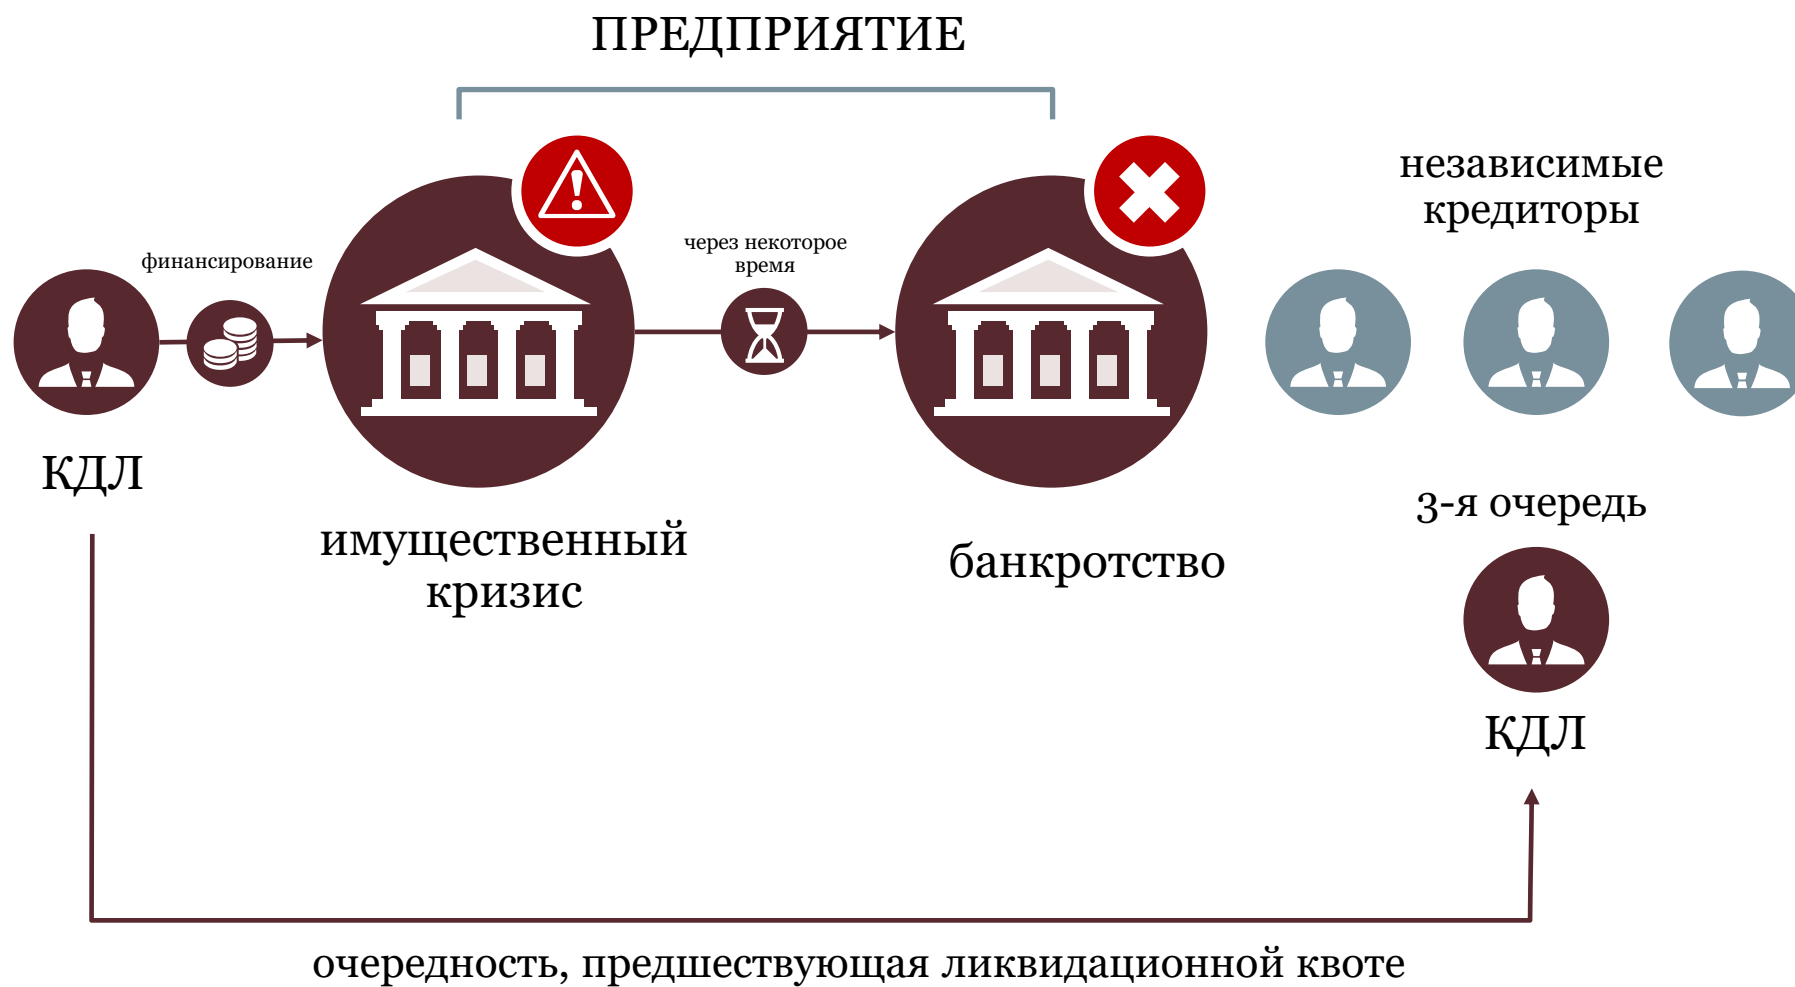 ПРЕДПРИЯТИЕ
независимые
кредиторы
финансирование
через некоторое
время
КДЛ
имущественный
кризис
банкротство
3-я очередь
КДЛ
очередность, предшествующая ликвидационной квоте